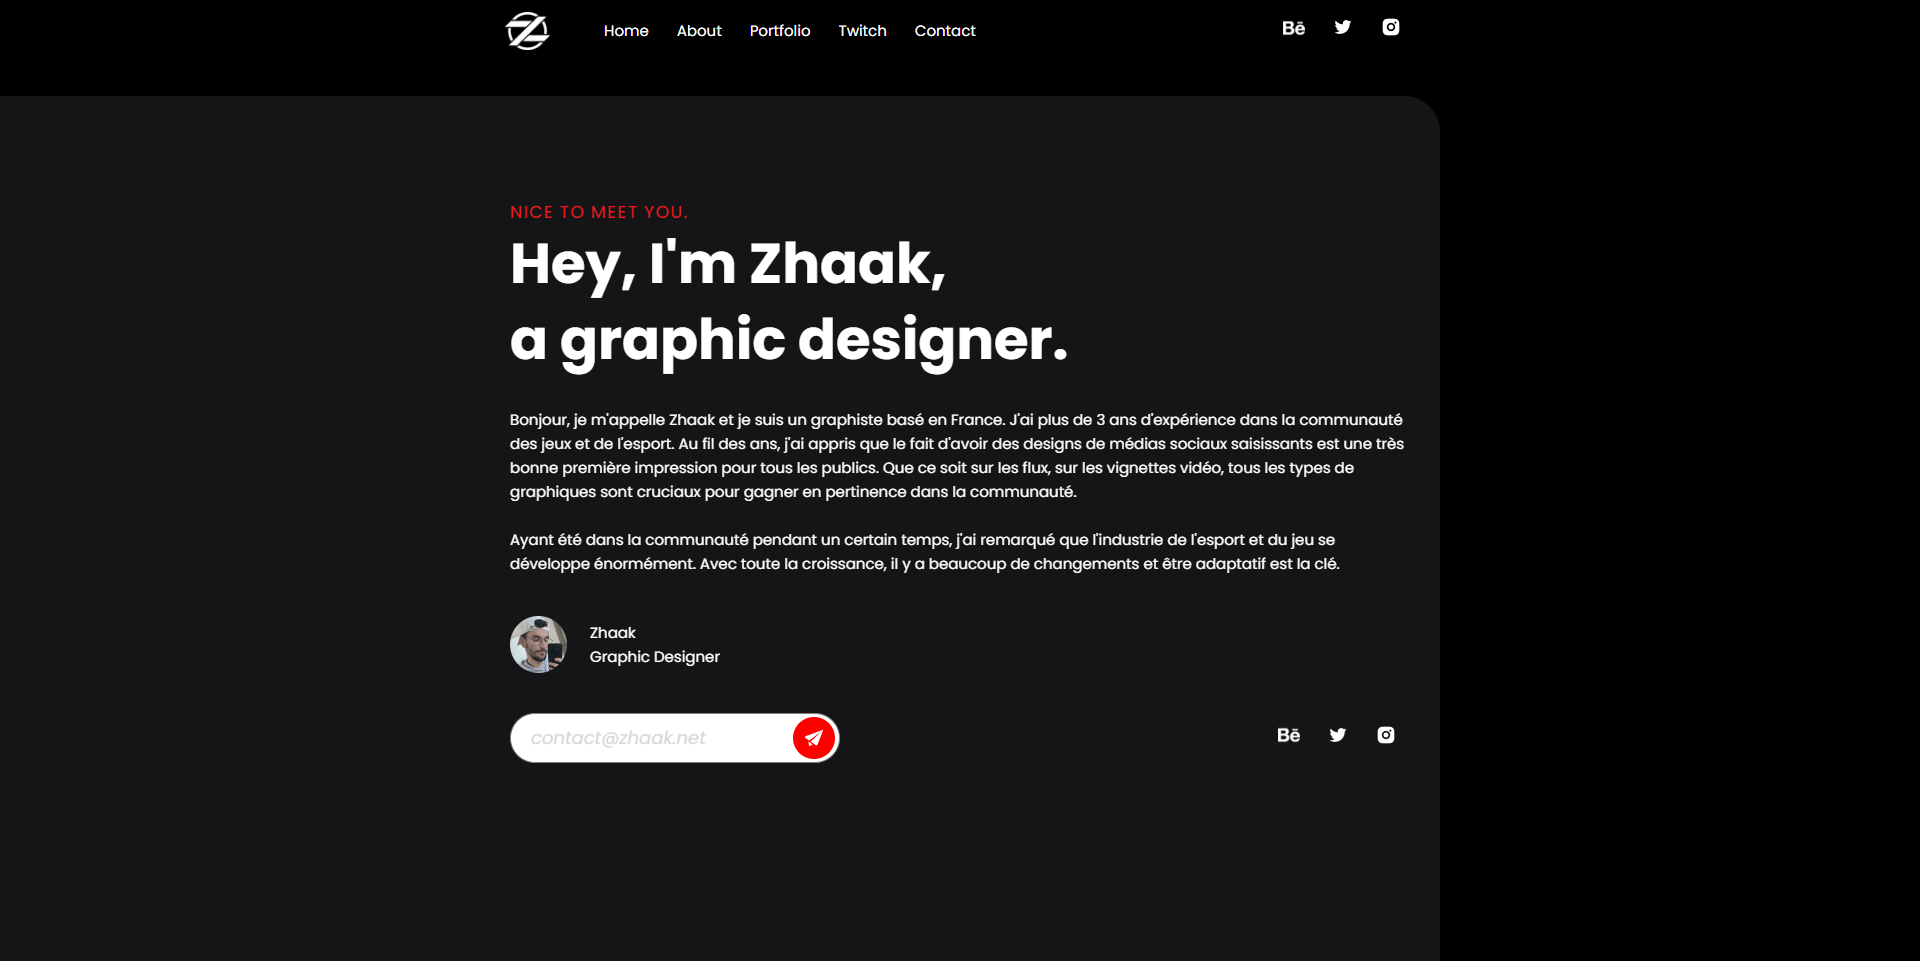 Home About Portfolio Twitch Contact Bē
NICE TO MEET YOU.
Hey, I'm Zhaak,
a graphic designer.
Bonjour, je m'appelle Zhaak et je suis un graphiste basé en France. J'ai plus de 3 ans d'expérience dans la communauté
des jeux et de l'esport. Au fil des ans, j'ai appris que le fait d'avoir des designs de médias sociaux saisissants est une très
bonne première impression pour tous les publics. Que ce soit sur les flux, sur les vignettes vidéo, tous les types de
graphiques sont cruciaux pour gagner en pertinence dans la communauté.
Ayant été dans la communauté pendant un certain temps, j'ai remarqué que l'industrie de l'esport et du jeu se
développe énormément. Avec toute la croissance, il y a beaucoup de changements et être adaptatif est la clé.
Zhaak
Graphic Designer
contact@zhaak.net Bē